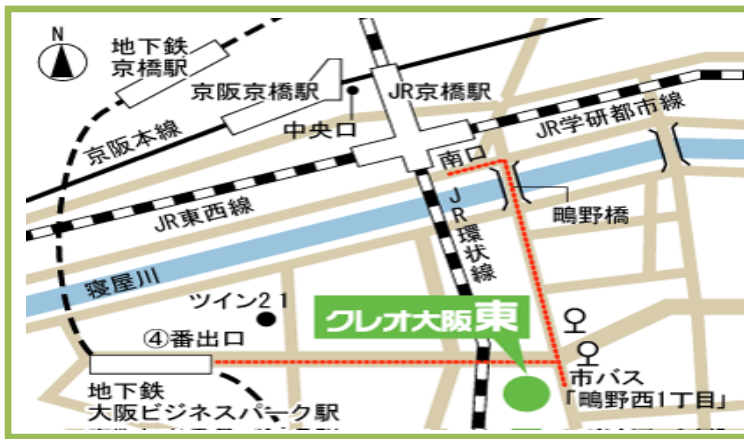 N
地下鉄
京橋駅
京阪京橋駅
JR京橋駅
中央口
京阪本線
南口
JR学研都市線
JR東西線
JR環状線
鴫野橋
寝屋川
ツイン21
クレオ大阪東
④番出口
地下鉄
大阪ビジネスパーク駅
市バス
「鴫野西1丁目」